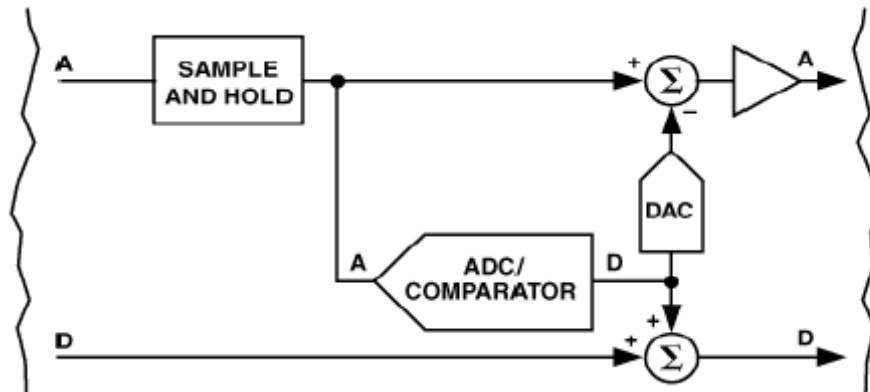 A
SAMPLE
AND HOLD
+
Σ
A
−
DAC
A
ADC/
COMPARATOR
D
+
D
+
Σ
D